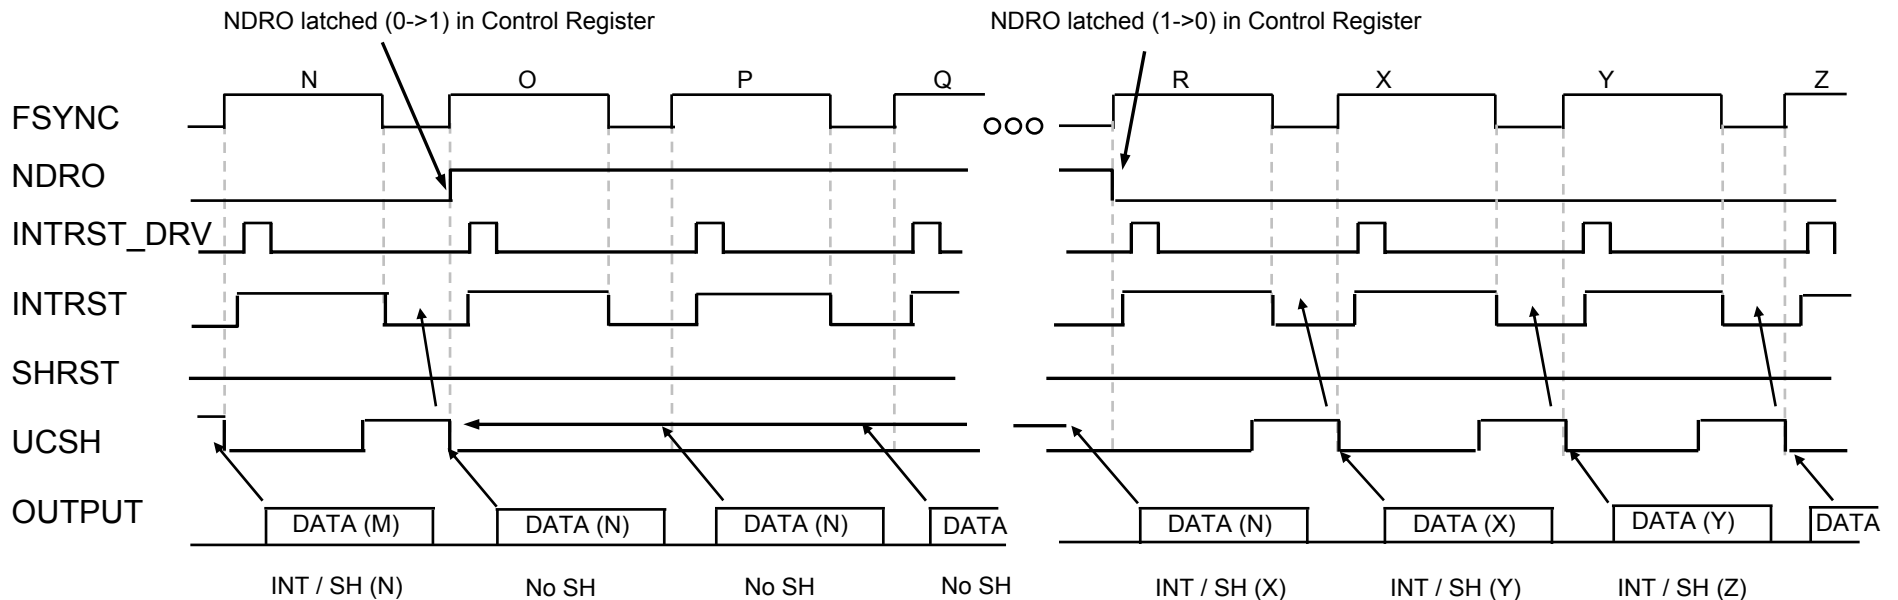 NDRO latched (0->1) in Control Register
NDRO latched (1->0) in Control Register
N O P Q R X Y Z
FSYNC
NDRO
INTRST_DRV
INTRST
SHRST
UCSH
OUTPUT
DATA (M) DATA (N) DATA (N) DATA DATA (N) DATA (X) DATA (Y) DATA
INT / SH (N) No SH No SH No SH INT / SH (X) INT / SH (Y) INT / SH (Z)